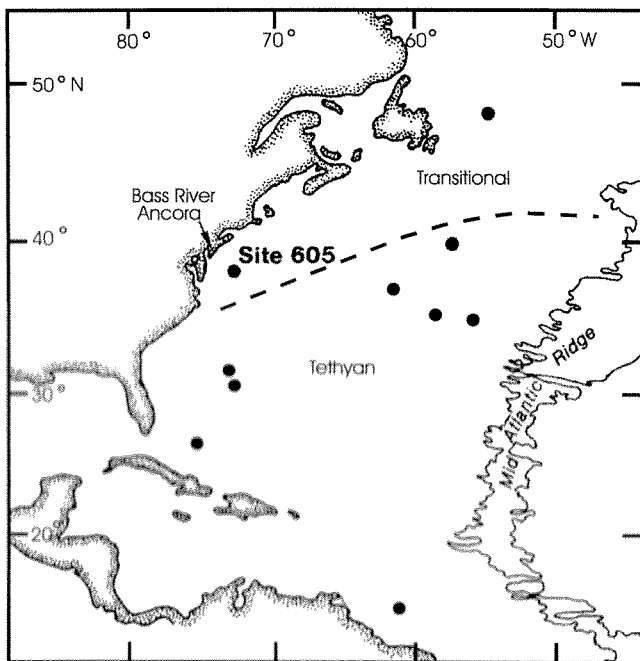 80° 70° 60° 50° W
50° N
Transitional
Bass River
Ancora
40°
Site 605
Tethyan
30°
Mid Atlantic Ridge
20°